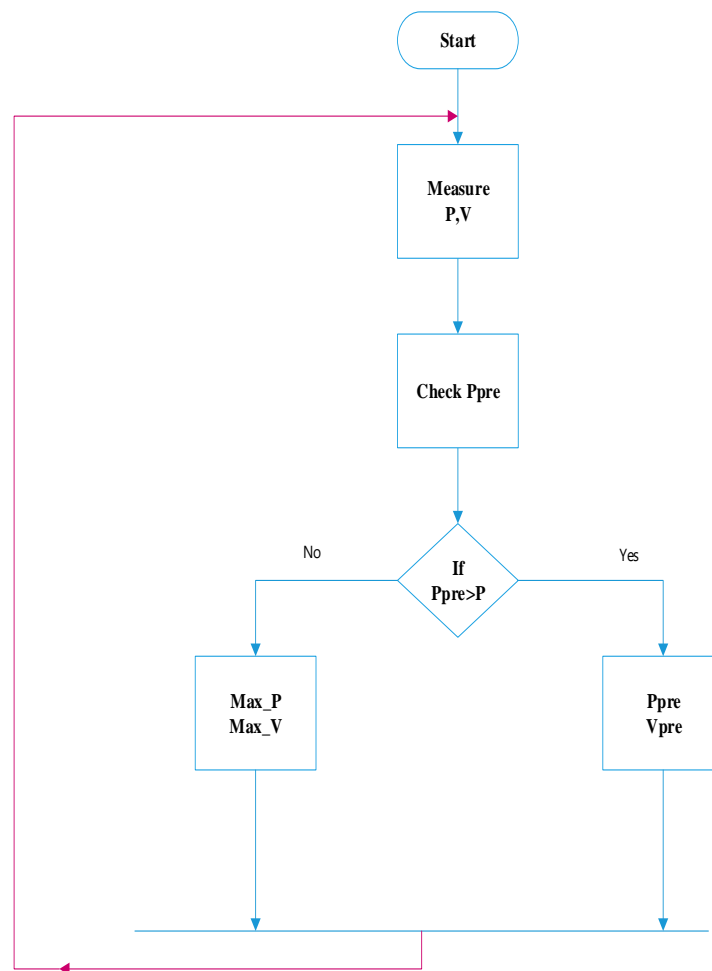 Start
Measure
P,V
Check Ppre
No
Yes
If
Ppre>P
Max_P
Max_V
Ppre
Vpre